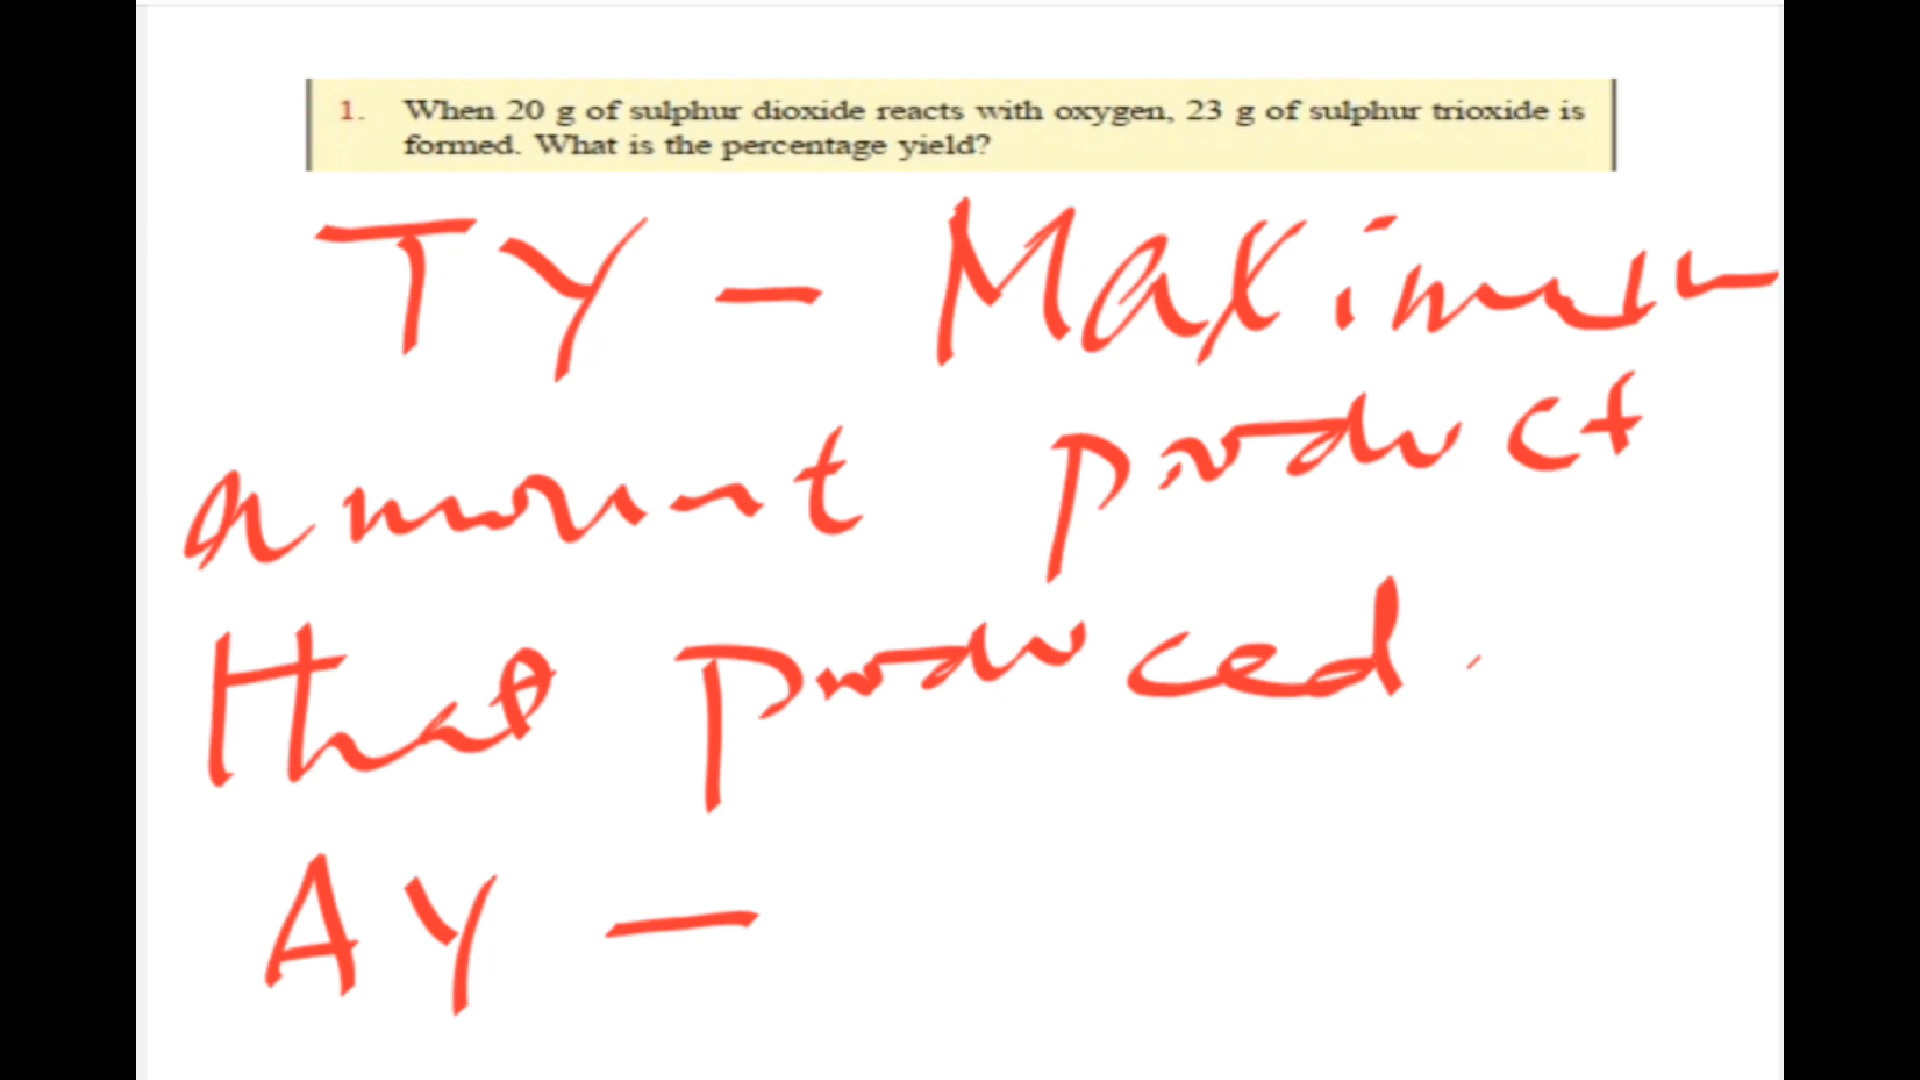 1. When 20 g of sulphur dioxide reacts with oxygen, 23 g of sulphur trioxide is
formed. What is the percentage yield?
TY - Maximum
amount product
that produced.
AY -